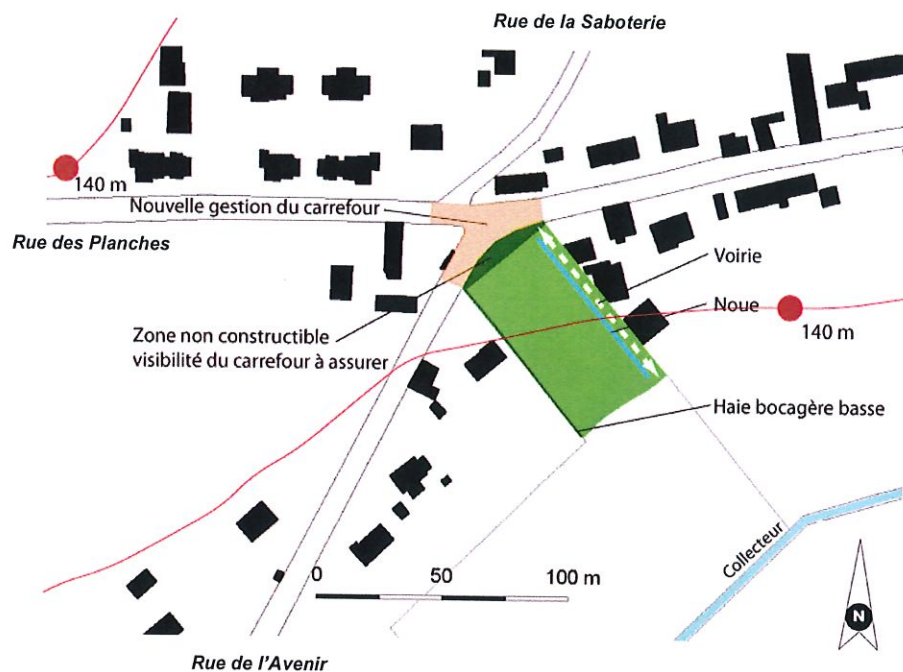 Rue de la Saboterie
140 m
Nouvelle gestion du carrefour
Rue des Planches
Voirie
Noue
140 m
Zone non constructible
visibilité du carrefour à assurer
Haie bocagère basse
Collecteur
0 50 100 m
N
Rue de l'Avenir